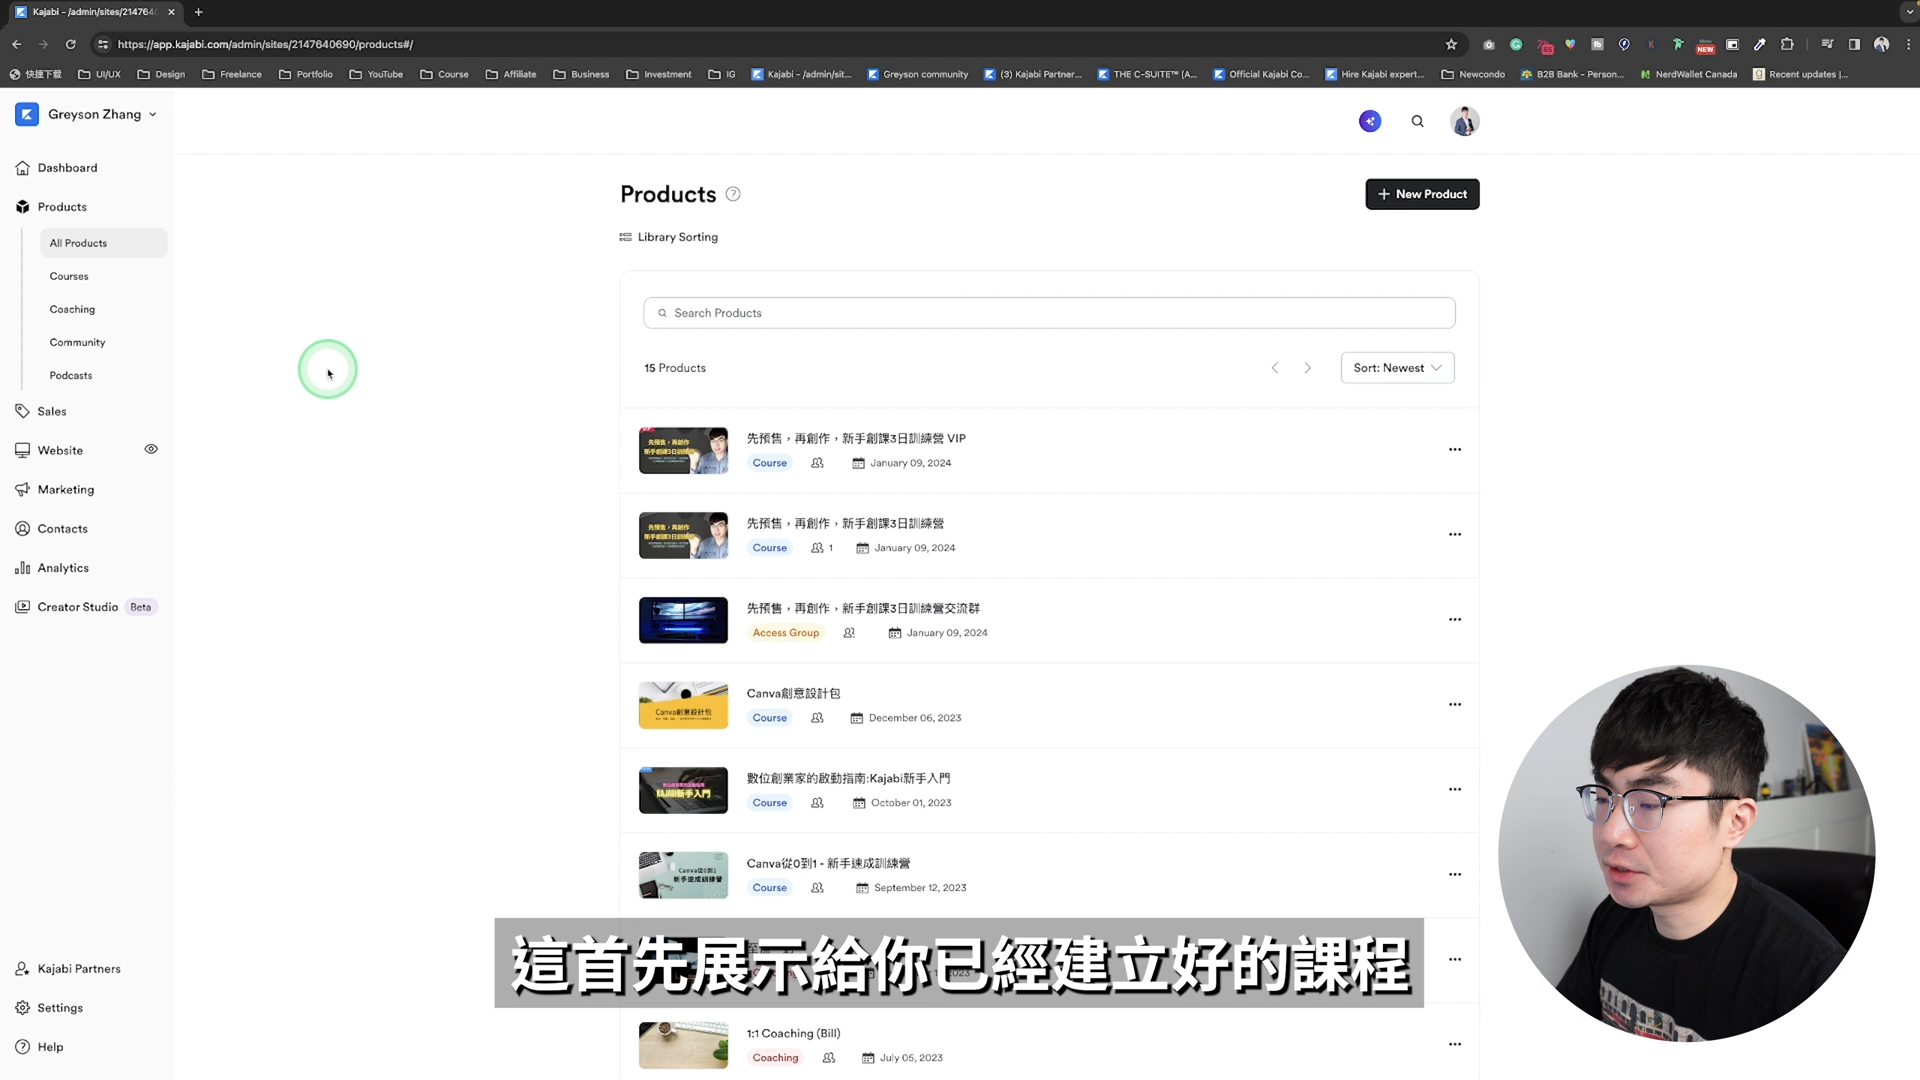 Kajabi - /admin/sites/214764
https://app.kajabi.com/admin/sites/2147640690/products#/
快捷下載
UI/UX
Design
Freelance
Portfolio
YouTube
Course
Affiliate
Business
Investment
IG
Kajabi - /admin/sit...
Greyson community
(3) Kajabi Partner...
THE C-SUITE™ (A...
Official Kajabi Co...
Hire Kajabi expert...
Newcondo
B2B Bank - Person...
NerdWallet Canada
Recent updates |...
NEW
Greyson Zhang
Dashboard
Products
All Products
Courses
Coaching
Community
Podcasts
Sales
Website
Marketing
Contacts
Analytics
Creator Studio Beta
Kajabi Partners
Settings
Help
Products
New Product
Library Sorting
Search Products
15 Products
Sort: Newest
先預售，再創作，新手創課3日訓練營 VIP
Course January 09, 2024
先預售，再創作，新手創課3日訓練營
Course 1 January 09, 2024
先預售，再創作，新手創課3日訓練營交流群
Access Group January 09, 2024
Canva創意設計包
Course December 06, 2023
數位創業家的啟動指南:Kajabi新手入門
Course October 01, 2023
Canva從0到1 - 新手速成訓練營
Course September 12, 2023
這首先展示給你已經建立好的課程
1:1 Coaching (Bill)
Coaching July 05, 2023